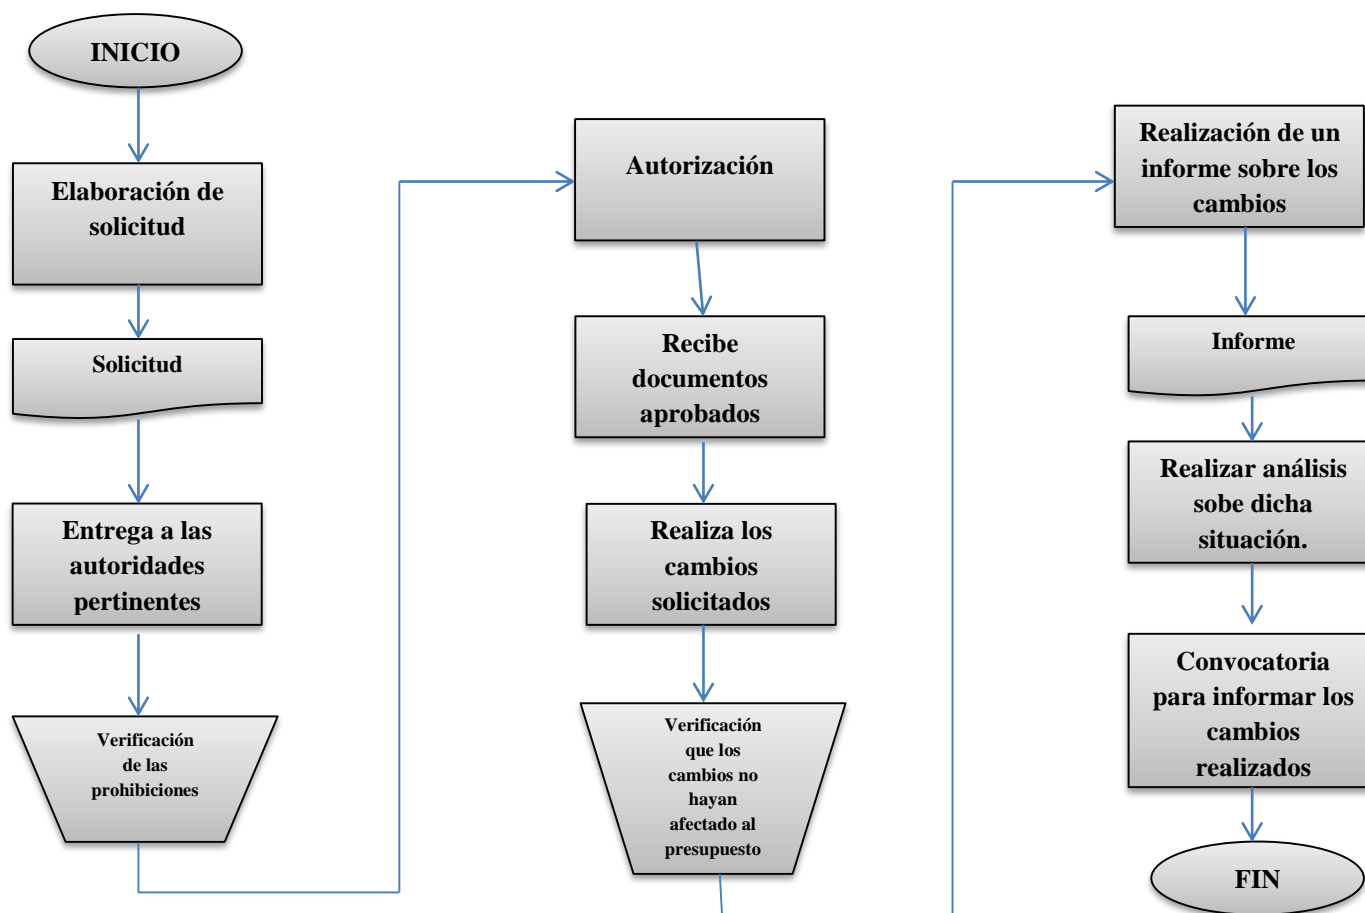 INICIO
Elaboración de
solicitud
Solicitud
Entrega a las
autoridades
pertinentes
Verificación
de las
prohibiciones
Autorización
Recibe
documentos
aprobados
Realiza los
cambios
solicitados
Verificación
que los
cambios no
hayan
afectado al
presupuesto
Realización de un
informe sobre los
cambios
Informe
Realizar análisis
sobe dicha
situación.
Convocatoria
para informar los
cambios
realizados
FIN